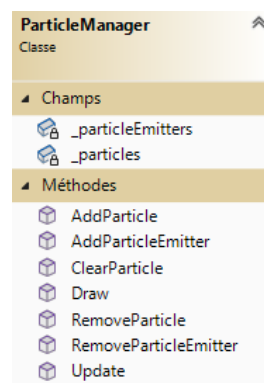 ParticleManager
Classe
Champs
_particleEmitters
_particles
Méthodes
AddParticle
AddParticleEmitter
ClearParticle
Draw
RemoveParticle
RemoveParticleEmitter
Update